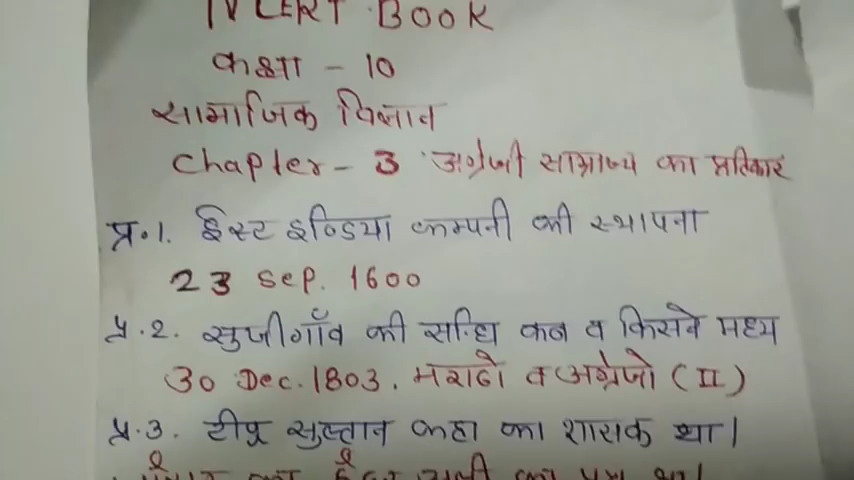 NCERT BOOK
कक्षा - 10
सामाजिक विज्ञान
Chapter - 3 अंग्रेजी साम्राज्य का प्रतिकार
प्र.1. ईस्ट इण्डिया कम्पनी की स्थापना
23 Sep. 1600
प्र.2. सुर्जीगाँव की सन्धि कब व किसके मध्य
30 Dec. 1803. मराठो व अंग्रेजो (II)
प्र.3. टीपू सुल्तान कहा का शासक था।